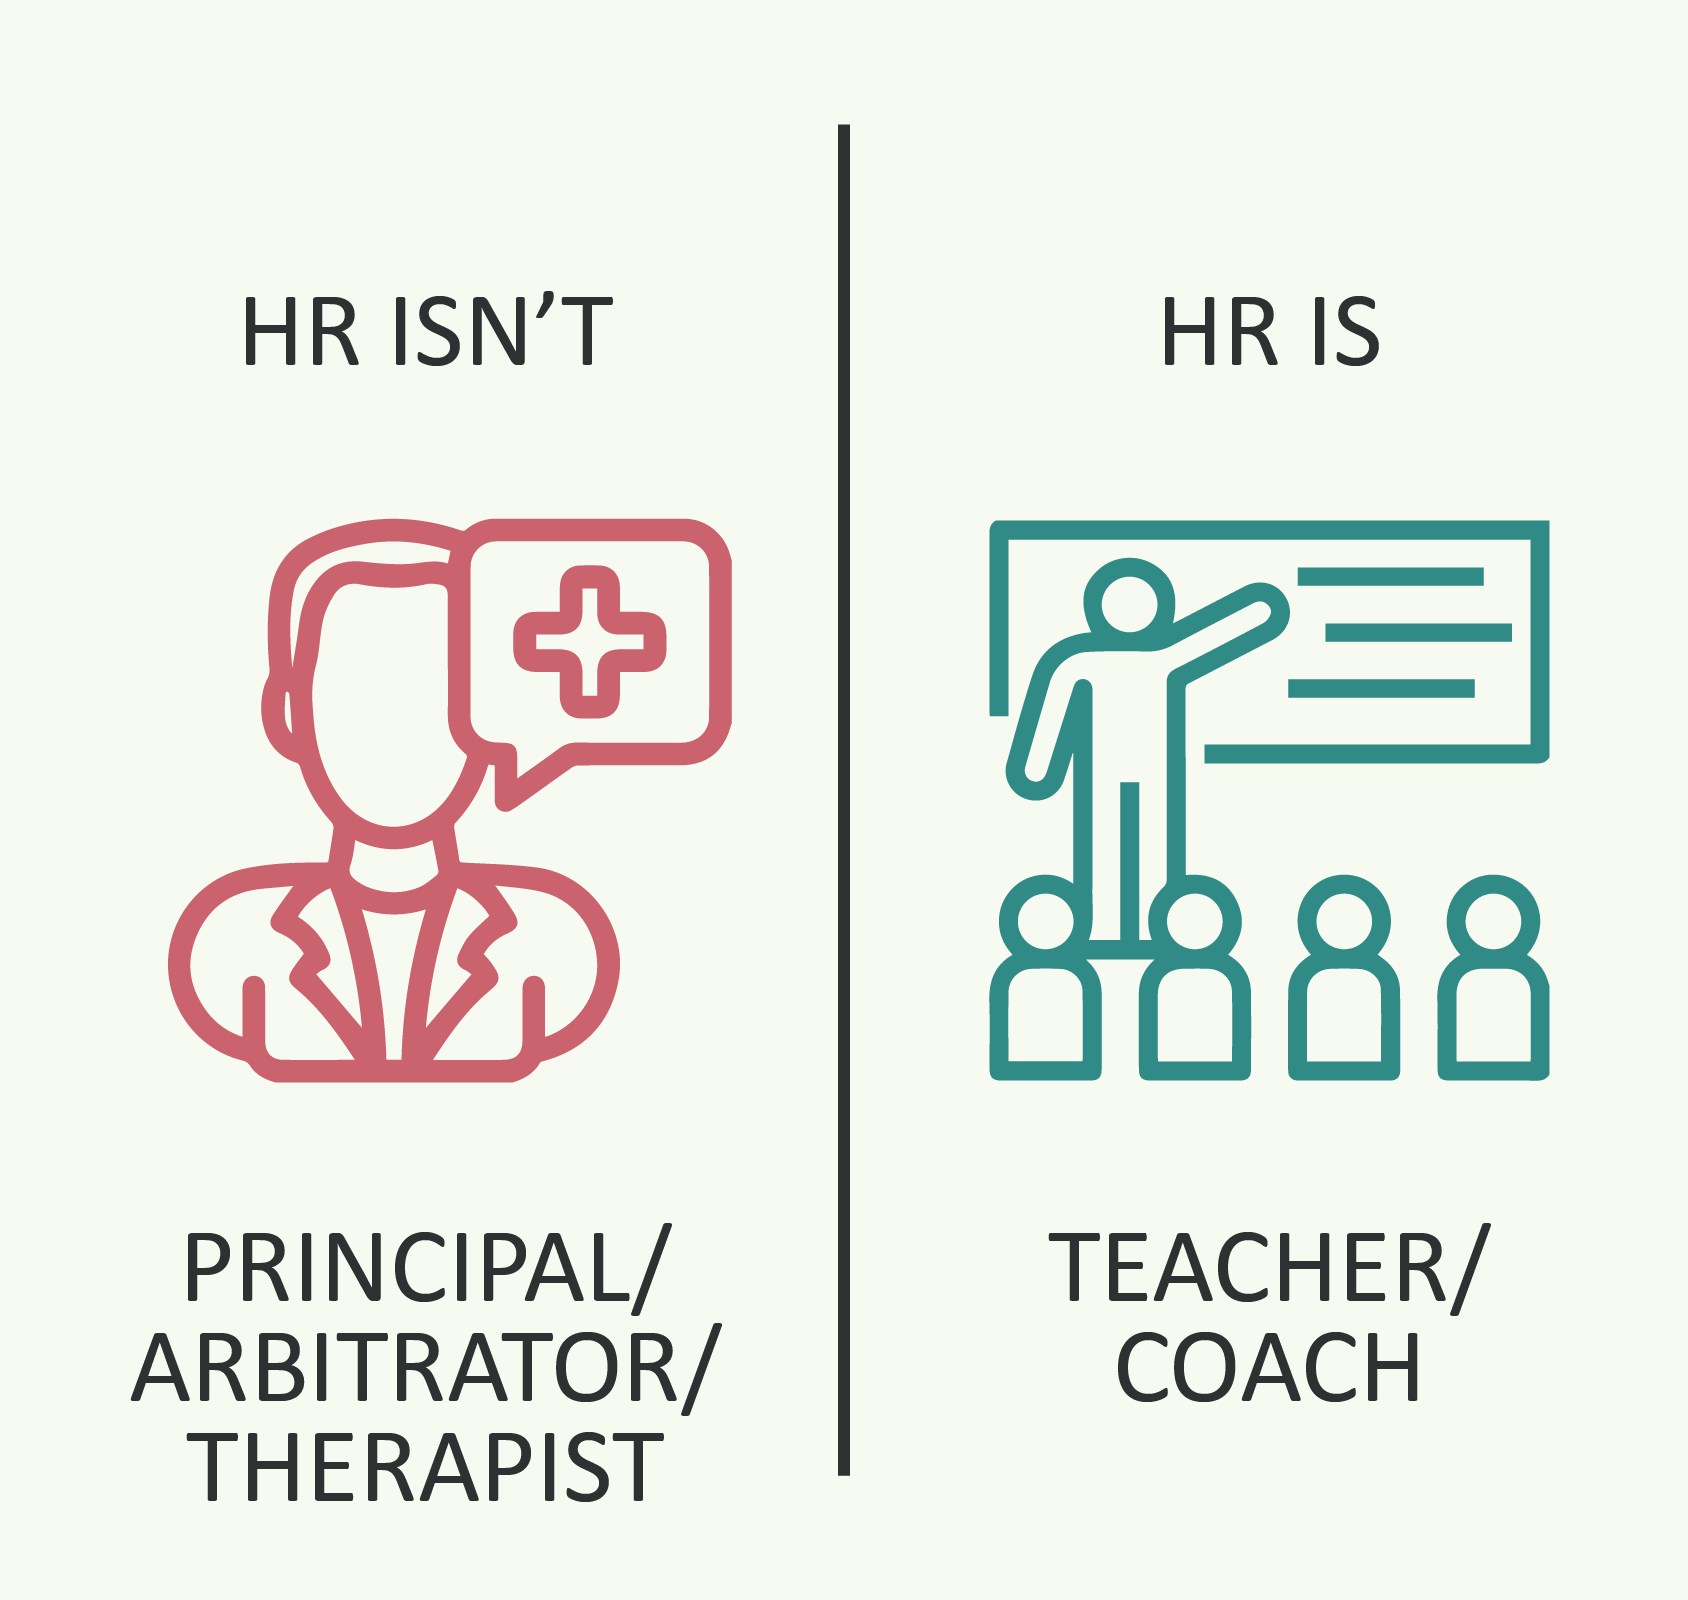 HR ISN’T
PRINCIPAL/
ARBITRATOR/
THERAPIST
HR IS
TEACHER/
COACH